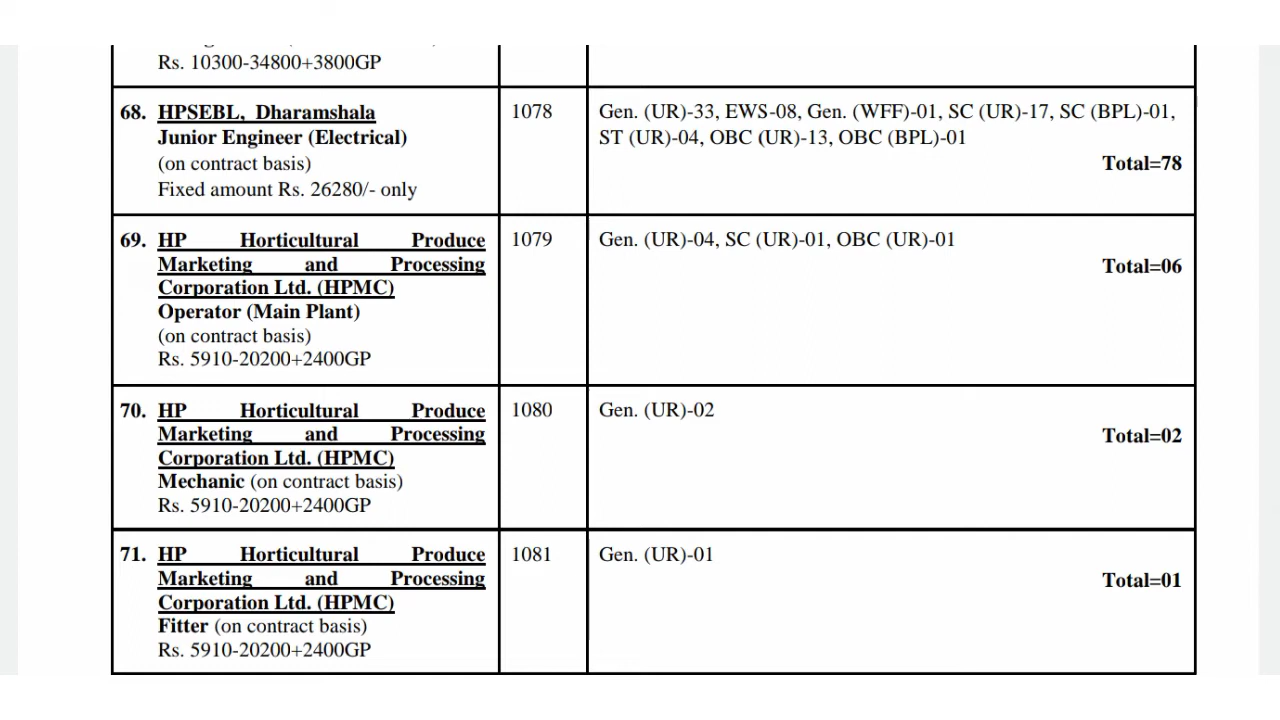 Rs. 10300-34800+3800GP
68. HPSEBL, Dharamshala
Junior Engineer (Electrical)
(on contract basis)
Fixed amount Rs. 26280/- only
1078
Gen. (UR)-33, EWS-08, Gen. (WFF)-01, SC (UR)-17, SC (BPL)-01,
ST (UR)-04, OBC (UR)-13, OBC (BPL)-01
Total=78
69. HP Horticultural Produce
Marketing and Processing
Corporation Ltd. (HPMC)
Operator (Main Plant)
(on contract basis)
Rs. 5910-20200+2400GP
1079
Gen. (UR)-04, SC (UR)-01, OBC (UR)-01
Total=06
70. HP Horticultural Produce
Marketing and Processing
Corporation Ltd. (HPMC)
Mechanic (on contract basis)
Rs. 5910-20200+2400GP
1080
Gen. (UR)-02
Total=02
71. HP Horticultural Produce
Marketing and Processing
Corporation Ltd. (HPMC)
Fitter (on contract basis)
Rs. 5910-20200+2400GP
1081
Gen. (UR)-01
Total=01